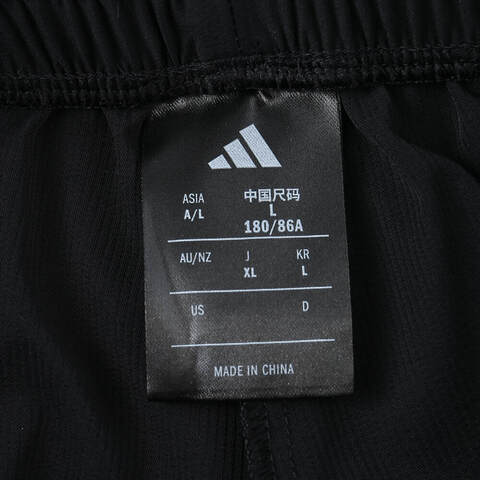 ASIA 中国尺码
A/L L
180/86A
AU/NZ J KR
XL L
US D
MADE IN CHINA